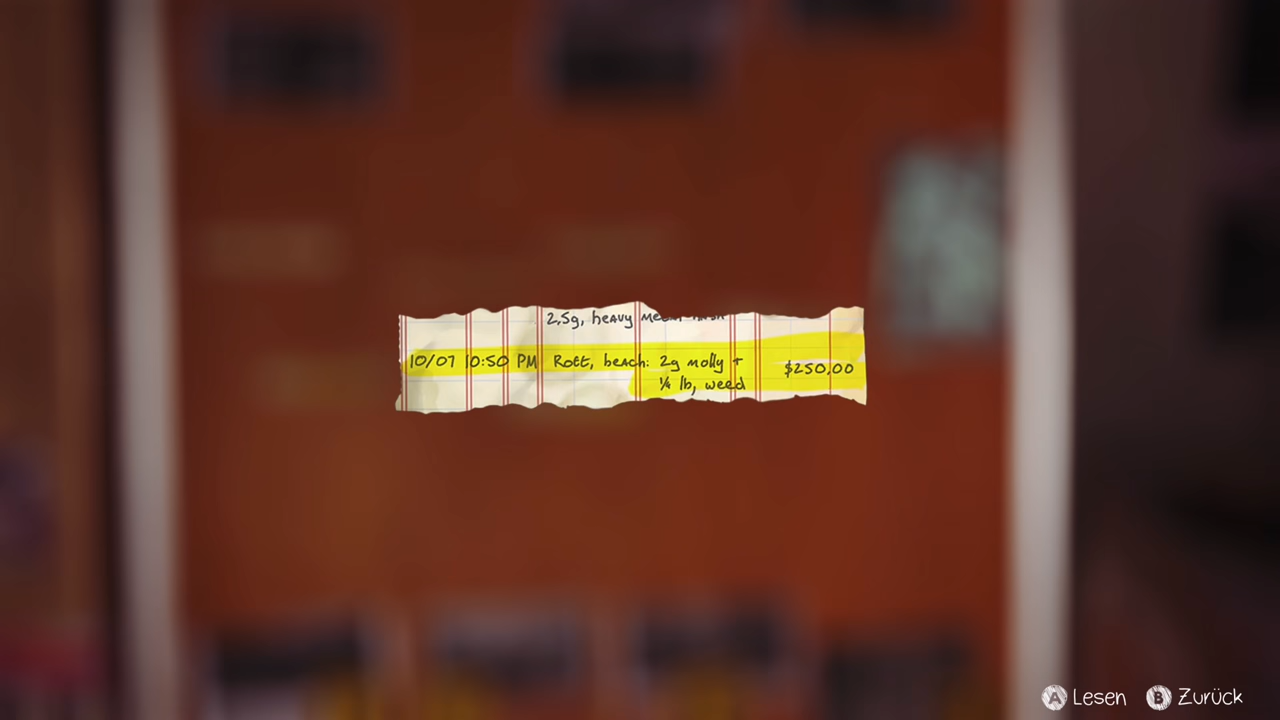 2,5g, heavy
10/07 10:50 PM Rott, beach: 2g molly + $250,00
1/4 lb, weed
A Lesen B Zurück